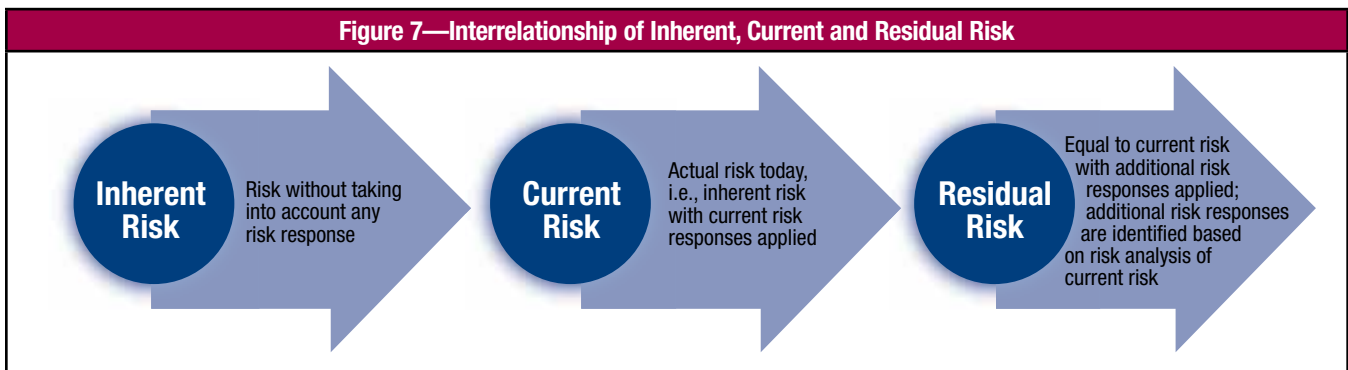 Figure 7—Interrelationship of Inherent, Current and Residual Risk
Inherent
Risk
Risk without taking
into account any
risk response
Current
Risk
Actual risk today,
i.e., inherent risk
with current risk
responses applied
Residual
Risk
Equal to current risk
with additional risk
responses applied;
additional risk responses
are identified based
on risk analysis of
current risk